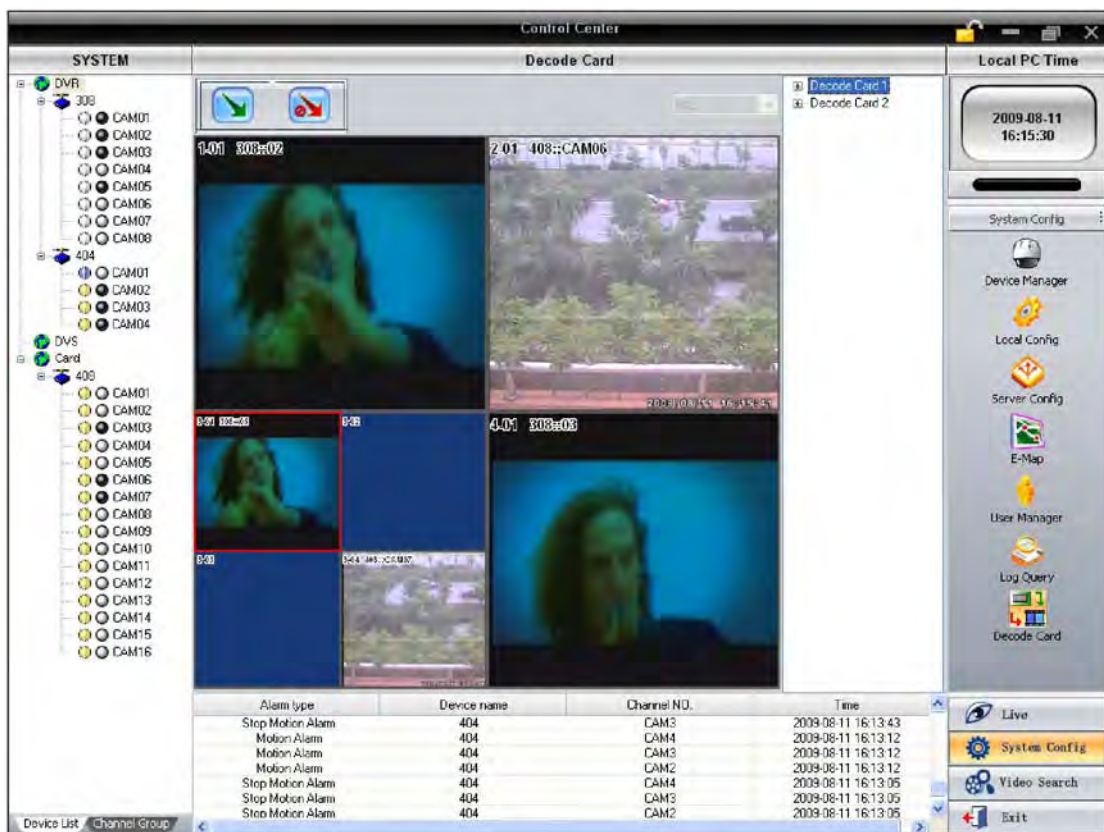 Control Center
SYSTEM
Decode Card
Local PC Time
DVR
308
CAM01
CAM02
CAM03
CAM04
CAM05
CAM06
CAM07
CAM08
404
CAM01
CAM02
CAM03
CAM04
DVS
Card
408
CAM01
CAM02
CAM03
CAM04
CAM05
CAM06
CAM07
CAM08
CAM09
CAM10
CAM11
CAM12
CAM13
CAM14
CAM15
CAM16
Device List
Channel Group
1-01 308::02
2-01 408::CAM06
3-02
3-03
3-04 408::CAM07
4-01 308::03
Decode Card 1
Decode Card 2
2009-08-11
16:15:30
System Config
Device Manager
Local Config
Server Config
E-Map
User Manager
Log Query
Decode Card
Live
System Config
Video Search
Exit
Alarm type Device name Channel NO. Time
Stop Motion Alarm 404 CAM3 2009-08-11 16:13:43
Motion Alarm 404 CAM4 2009-08-11 16:13:12
Motion Alarm 404 CAM3 2009-08-11 16:13:12
Motion Alarm 404 CAM2 2009-08-11 16:13:12
Stop Motion Alarm 404 CAM4 2009-08-11 16:13:05
Stop Motion Alarm 404 CAM3 2009-08-11 16:13:05
Stop Motion Alarm 404 CAM2 2009-08-11 16:13:05